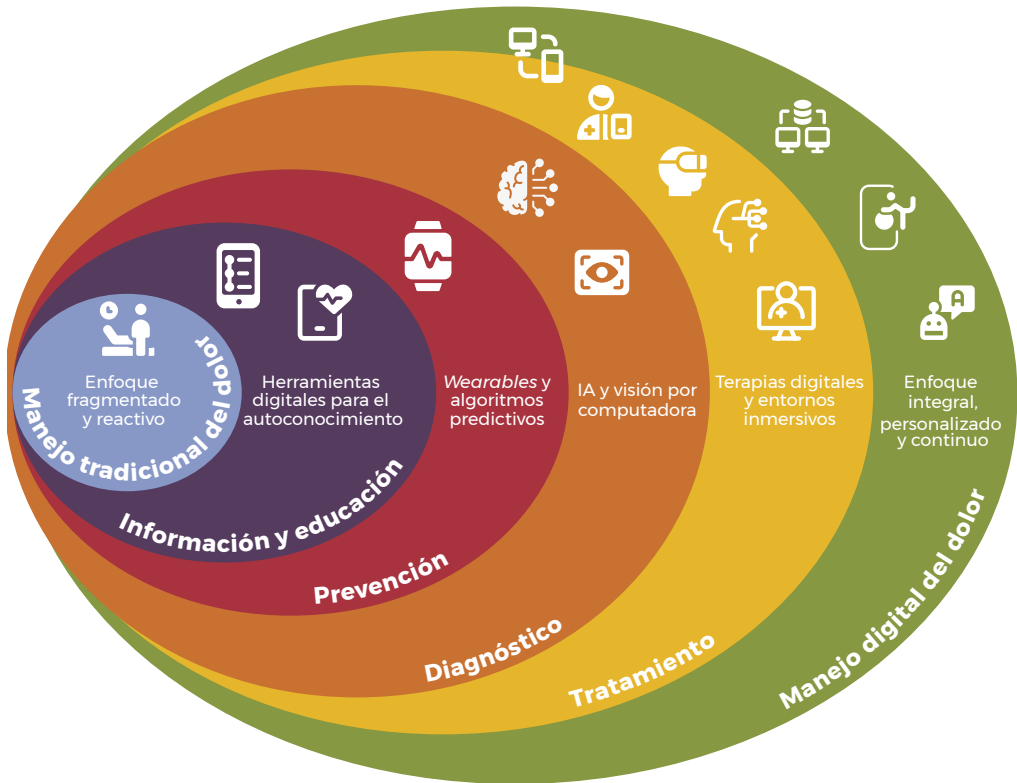 Enfoque
fragmentado
y reactivo
Manejo tradicional del dolor
Herramientas
digitales para el
autoconocimiento
Información y educación
Wearables y
algoritmos
predictivos
Prevención
IA y visión por
computadora
Diagnóstico
Terapias digitales
y entornos
inmersivos
Tratamiento
A
Enfoque
integral,
personalizado
y continuo
Manejo digital del dolor